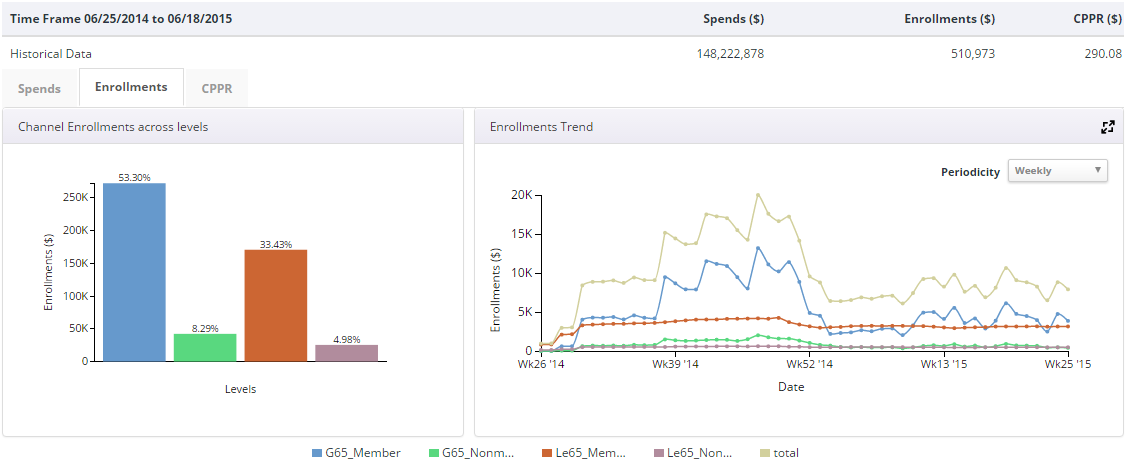 Time Frame 06/25/2014 to 06/18/2015 Spends ($) Enrollments ($) CPPR ($)
Historical Data 148,222,878 510,973 290.08
Spends Enrollments CPPR
Channel Enrollments across levels
Enrollments ($)
250K
200K
150K
100K
50K
0
53.30%
8.29%
33.43%
4.98%
Levels
Enrollments Trend
Periodicity Weekly
Enrollments ($)
20K
15K
10K
5K
0
Wk26 '14 Wk39 '14 Wk52 '14 Wk13 '15 Wk25 '15
Date
G65_Member G65_Nonm... Le65_Mem... Le65_Non... total